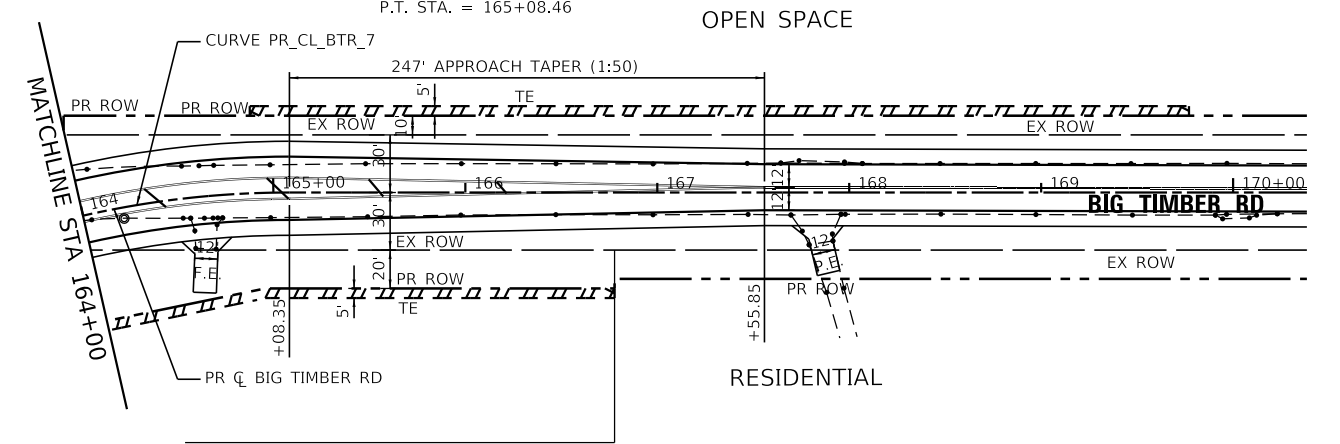 P.T. STA. = 165+08.46
OPEN SPACE
CURVE PR_CL_BTR_7
247' APPROACH TAPER (1:50)
MATCHLINE STA 164+00
PR ROW
PR ROW
5'
TE
EX ROW
10'
EX ROW
30'
164
165+00
166
167
12'
12'
168
169
170+00
BIG TIMBER RD
30'
EX ROW
12'
F.E.
12'
P.E.
20'
PR ROW
EX ROW
PR ROW
5'
TE
+08.35
+55.85
PR ℄ BIG TIMBER RD
RESIDENTIAL